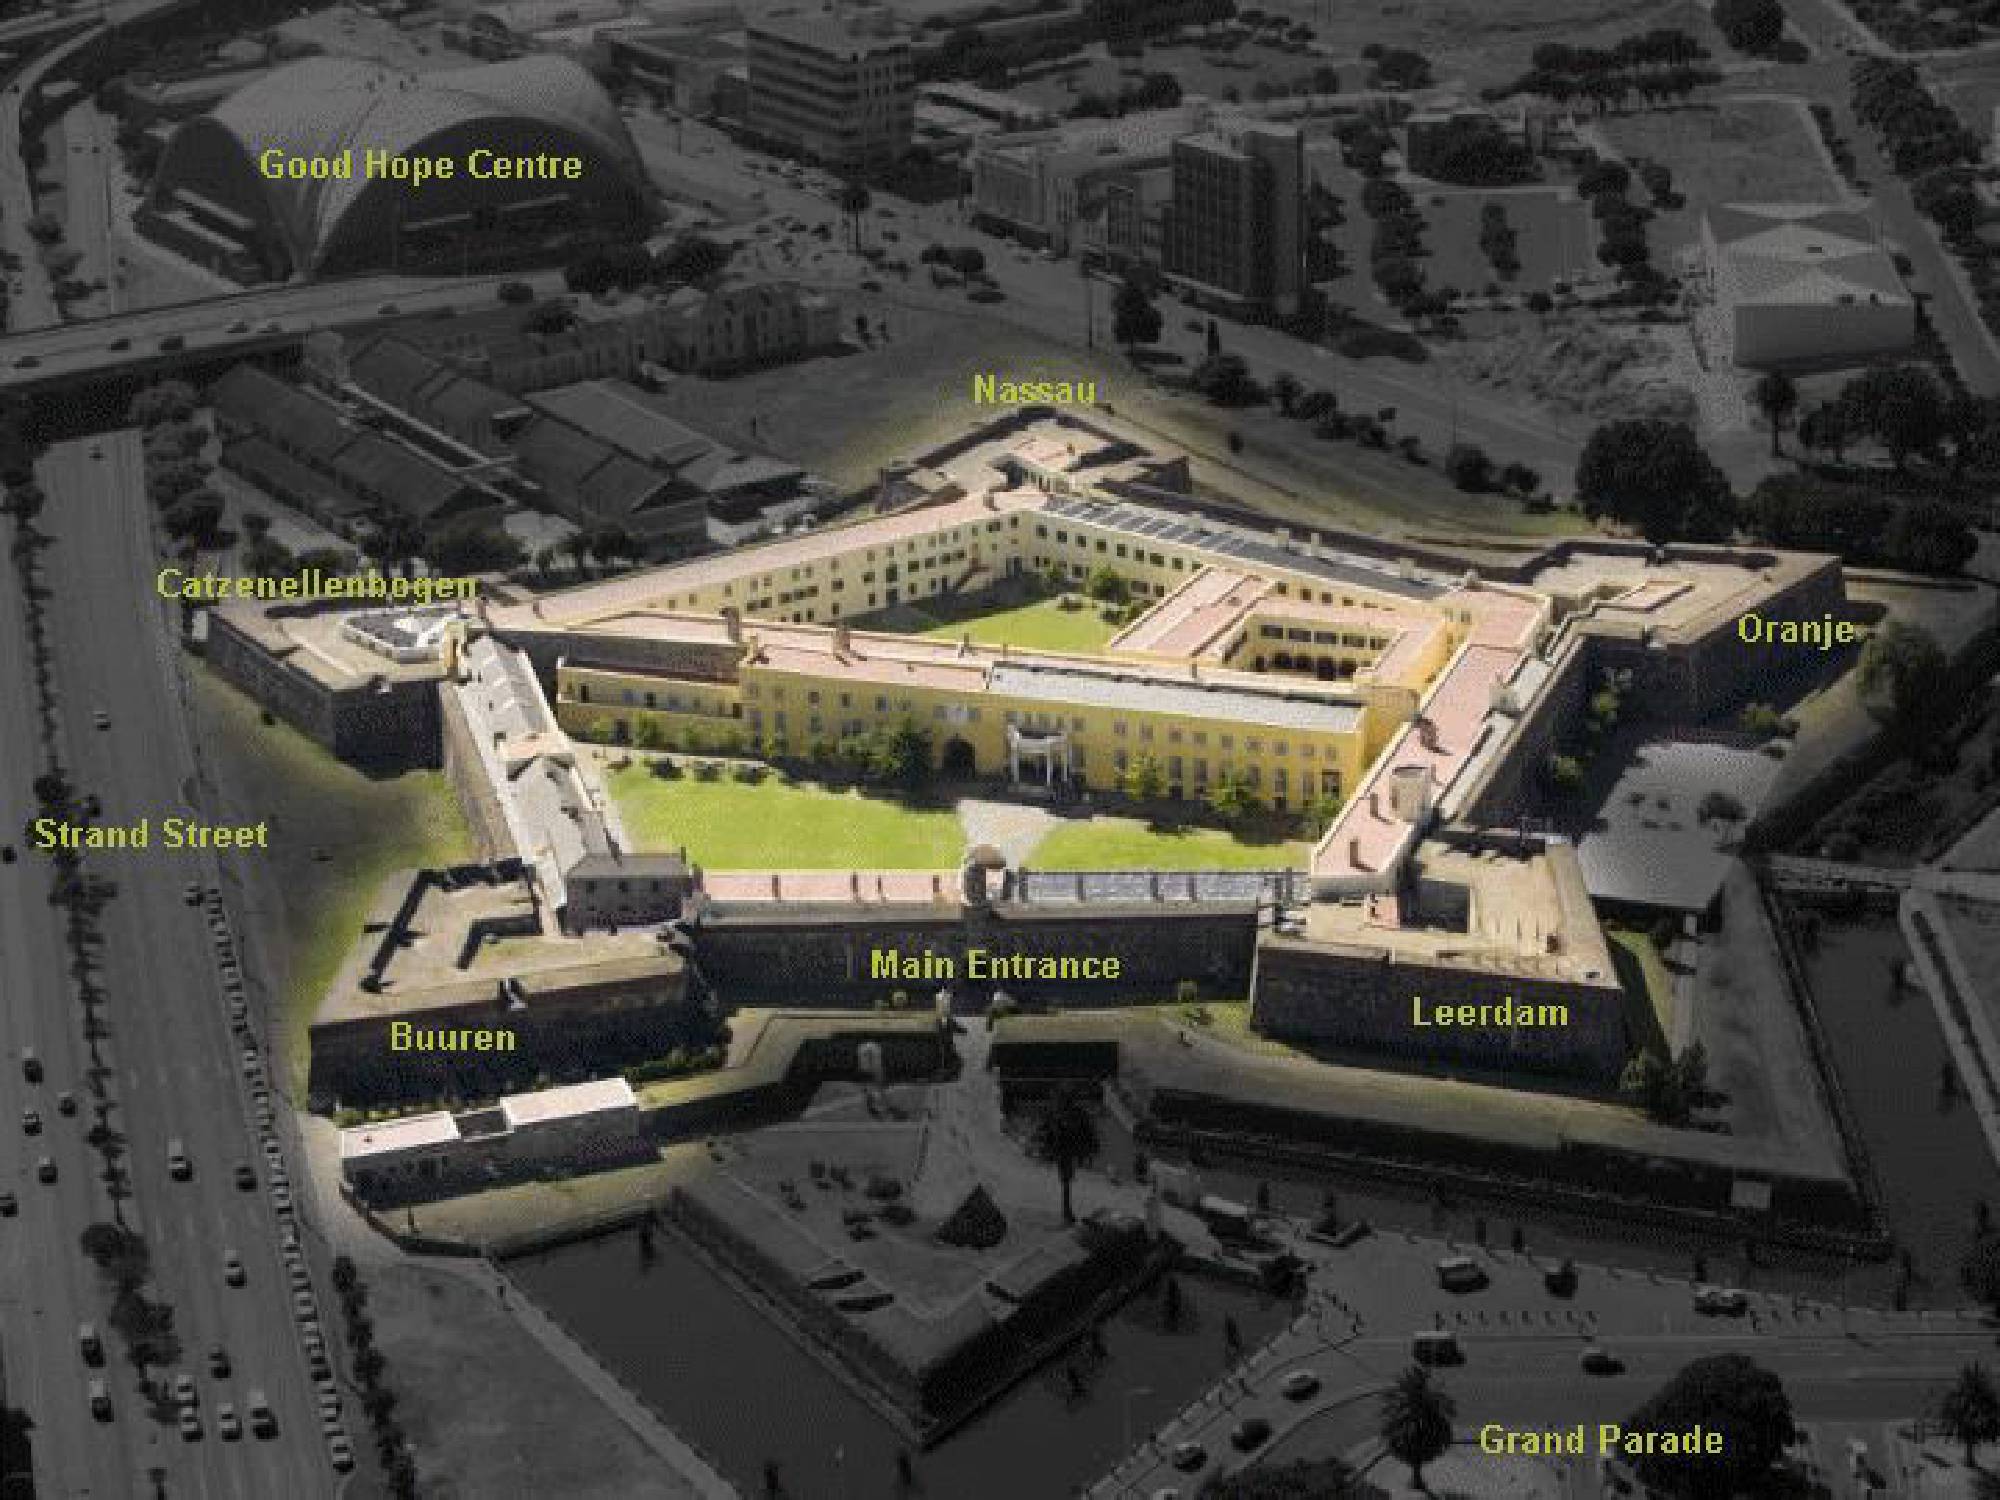 Good Hope Centre
Nassau
Catzenellenbogen
Oranje
Strand Street
Main Entrance
Leerdam
Buuren
Grand Parade